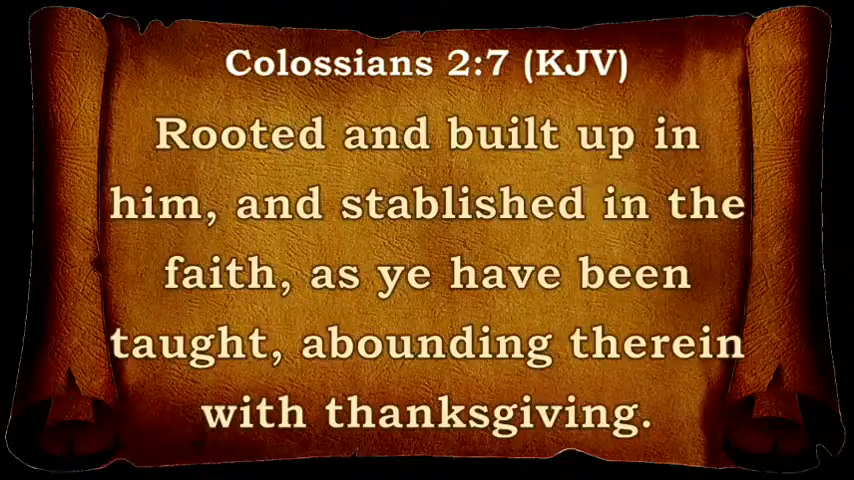 Colossians 2:7 (KJV)
Rooted and built up in
him, and stablished in the
faith, as ye have been
taught, abounding therein
with thanksgiving.